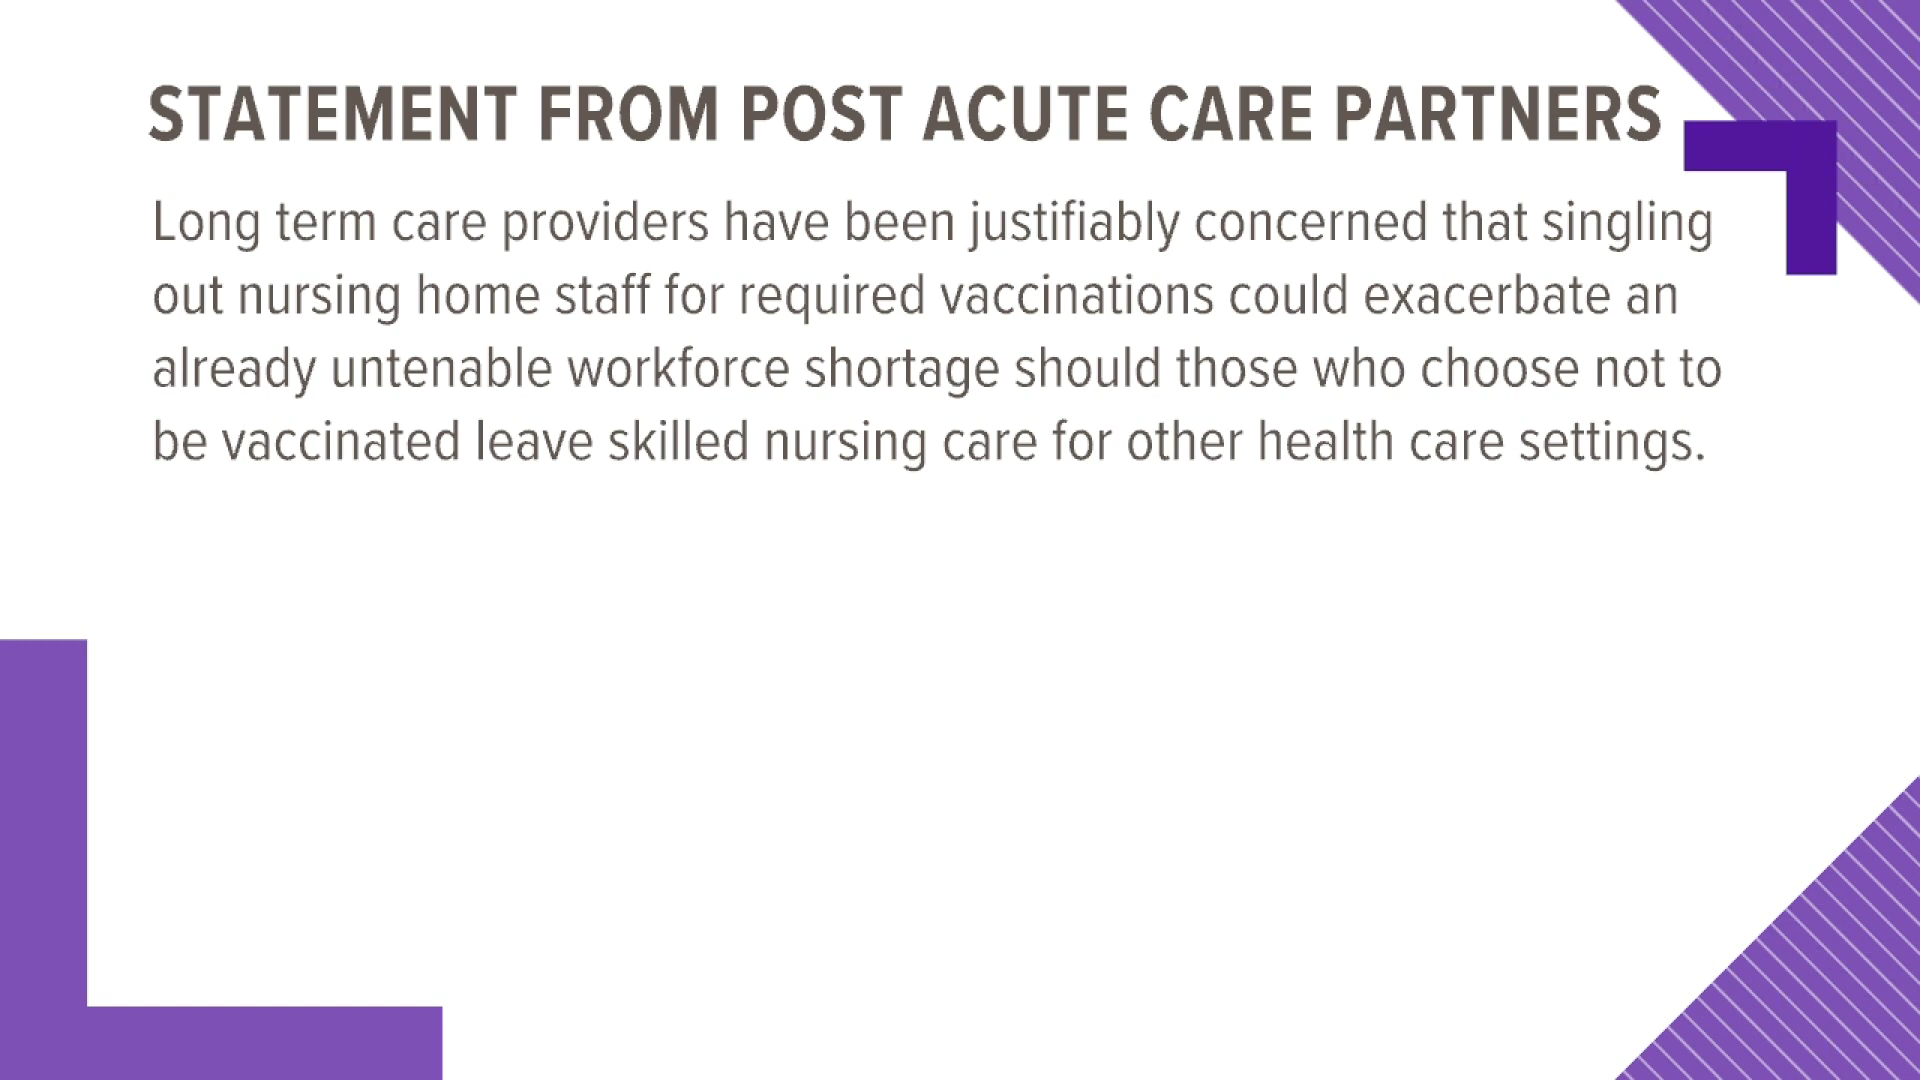 STATEMENT FROM POST ACUTE CARE PARTNERS
Long term care providers have been justifiably concerned that singling
out nursing home staff for required vaccinations could exacerbate an
already untenable workforce shortage should those who choose not to
be vaccinated leave skilled nursing care for other health care settings.